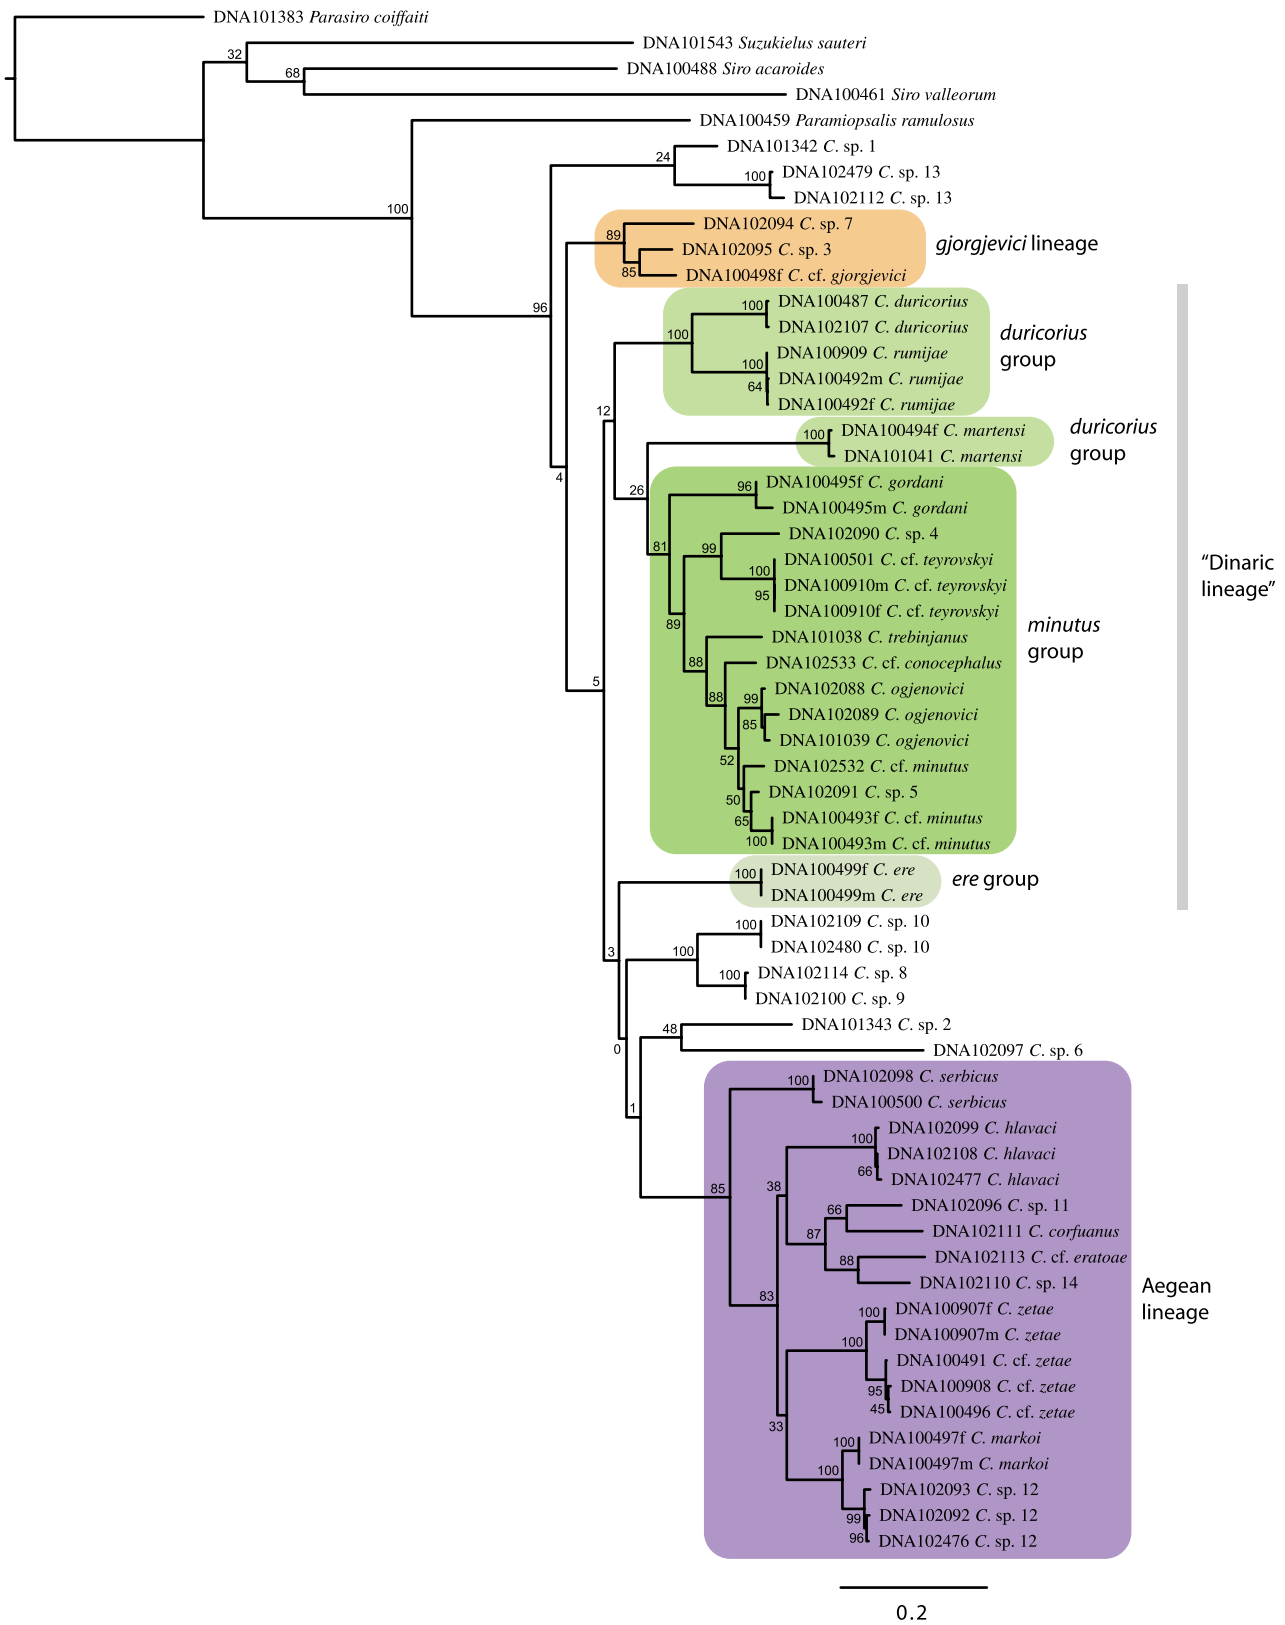 DNA101383 Parasiro coiffaiti
DNA101543 Suzukielus sauteri
32
DNA100488 Siro acaroides
68
DNA100461 Siro valleorum
DNA100459 Paramiopsalis ramulosus
DNA101342 C. sp. 1
24
DNA102479 C. sp. 13
100
DNA102112 C. sp. 13
100
DNA102094 C. sp. 7
89
gjorgjevici lineage
DNA102095 C. sp. 3
85
DNA100498f C. cf. gjorgjevici
DNA100487 C. duricorius
100
96
DNA102107 C. duricorius
100
duricorius
group
DNA100909 C. rumijae
100
DNA100492m C. rumijae
64
DNA100492f C. rumijae
12
DNA100494f C. martensi
100
duricorius
group
DNA101041 C. martensi
4
DNA100495f C. gordani
96
26
DNA100495m C. gordani
DNA102090 C. sp. 4
81
99
DNA100501 C. cf. teyrovskyi
100
"Dinaric
lineage"
DNA100910m C. cf. teyrovskyi
95
DNA100910f C. cf. teyrovskyi
89
minutus
group
DNA101038 C. trebinjanus
88
DNA102533 C. cf. conocephalus
5
DNA102088 C. ogjenovici
88
99
DNA102089 C. ogjenovici
85
DNA101039 C. ogjenovici
52
DNA102532 C. cf. minutus
DNA102091 C. sp. 5
50
DNA100493f C. cf. minutus
65
DNA100493m C. cf. minutus
100
DNA100499f C. ere
100
ere group
DNA100499m C. ere
DNA102109 C. sp. 10
100
DNA102480 C. sp. 10
3
100
DNA102114 C. sp. 8
100
DNA102100 C. sp. 9
DNA101343 C. sp. 2
48
0
DNA102097 C. sp. 6
DNA102098 C. serbicus
100
DNA100500 C. serbicus
1
DNA102099 C. hlavaci
100
DNA102108 C. hlavaci
66
DNA102477 C. hlavaci
85
38
DNA102096 C. sp. 11
66
DNA102111 C. corfuanus
87
DNA102113 C. cf. eratoae
88
DNA102110 C. sp. 14
Aegean
lineage
83
DNA100907f C. zetae
100
DNA100907m C. zetae
100
DNA100491 C. cf. zetae
DNA100908 C. cf. zetae
95
DNA100496 C. cf. zetae
45
33
DNA100497f C. markoi
100
DNA100497m C. markoi
100
DNA102093 C. sp. 12
DNA102092 C. sp. 12
99
DNA102476 C. sp. 12
96
0.2